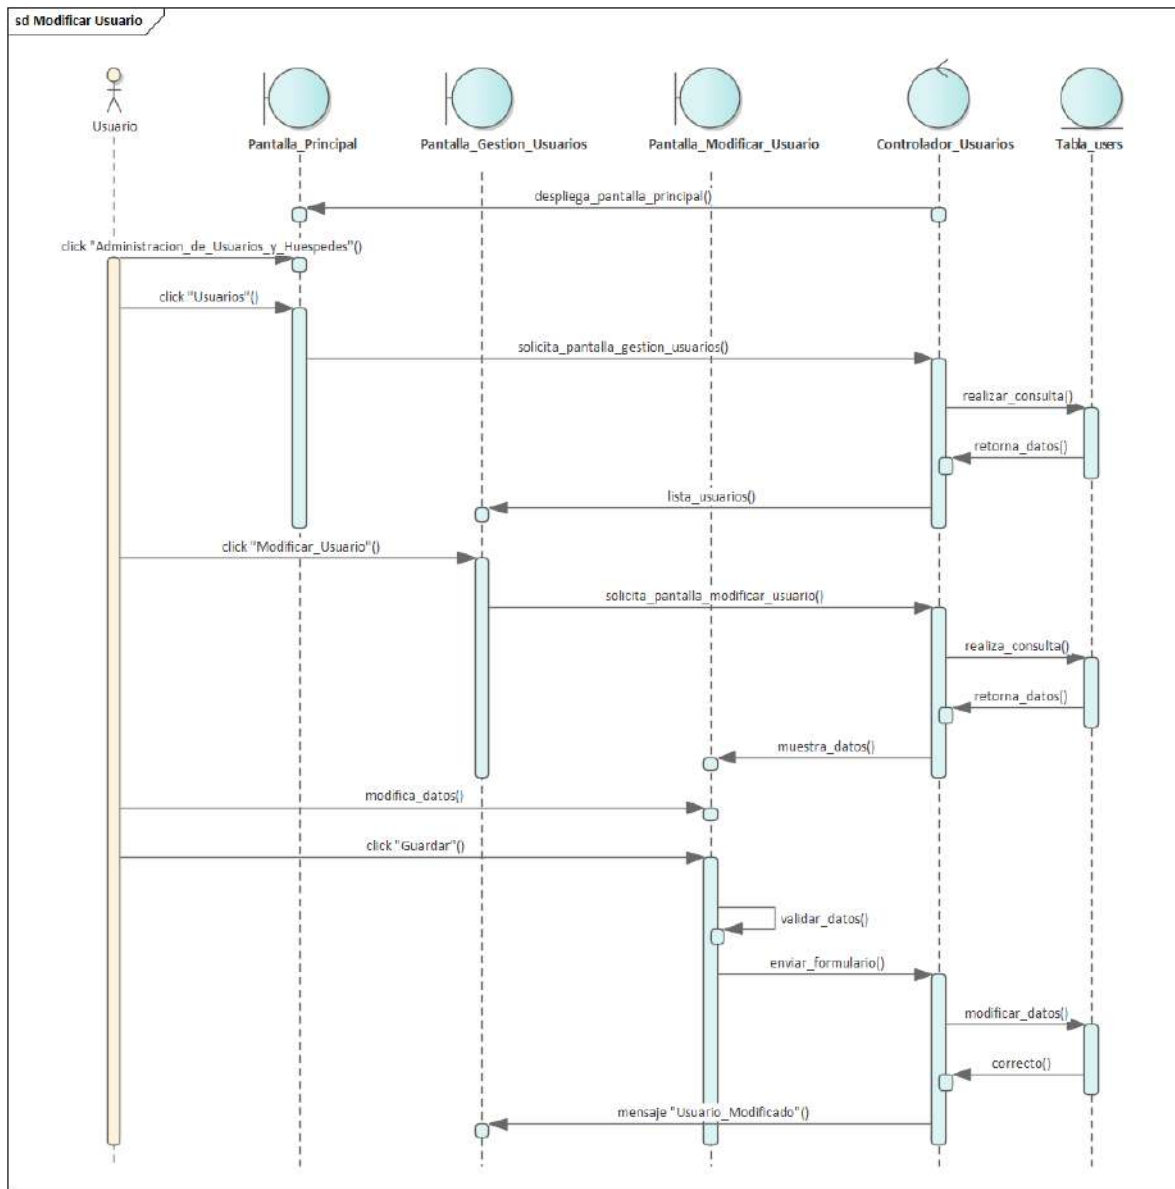 sd Modificar Usuario
Usuario
Pantalla_Principal
Pantalla_Gestion_Usuarios
Pantalla_Modificar_Usuario
Controlador_Usuarios
Tabla_users
despliega_pantalla_principal()
click "Administracion_de_Usuarios_y_Huespedes"()
click "Usuarios"()
solicita_pantalla_gestion_usuarios()
realizar_consulta()
retorna_datos()
lista_usuarios()
click "Modificar_Usuario"()
solicita_pantalla_modificar_usuario()
realiza_consulta()
retorna_datos()
muestra_datos()
modifica_datos()
click "Guardar"()
validar_datos()
enviar_formulario()
modificar_datos()
correcto()
mensaje "Usuario_Modificado"()